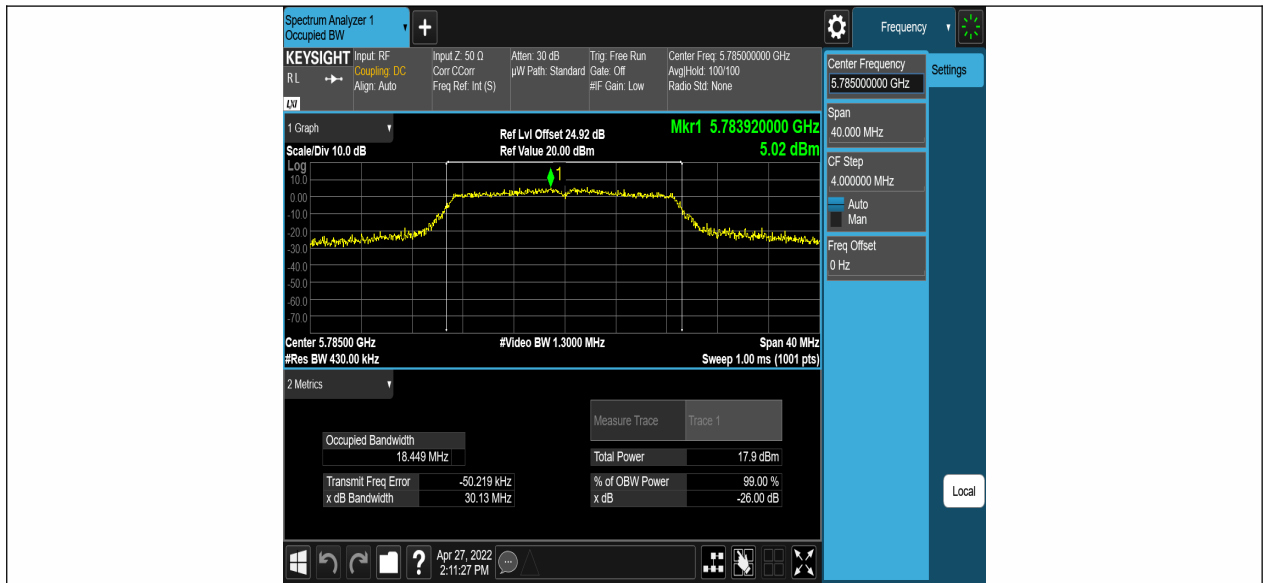 Spectrum Analyzer 1
Occupied BW
+
Frequency
KEYSIGHT
RL
LXI
Input: RF
Coupling: DC
Align: Auto
Input Z: 50 Ω
Corr CCorr
Freq Ref: Int (S)
Atten: 30 dB
µW Path: Standard
Trig: Free Run
Gate: Off
#IF Gain: Low
Center Freq: 5.785000000 GHz
Avg|Hold: 100/100
Radio Std: None
Center Frequency
5.785000000 GHz
Settings
Span
40.000 MHz
CF Step
4.000000 MHz
Auto
Man
Freq Offset
0 Hz
Local
1 Graph
Scale/Div 10.0 dB
Ref Lvl Offset 24.92 dB
Ref Value 20.00 dBm
Mkr1 5.783920000 GHz
5.02 dBm
Log
10.0
0.00
-10.0
-20.0
-30.0
-40.0
-50.0
-60.0
-70.0
1
Center 5.78500 GHz
#Video BW 1.3000 MHz
Span 40 MHz
#Res BW 430.00 kHz
Sweep 1.00 ms (1001 pts)
2 Metrics
Measure Trace
Trace 1
Occupied Bandwidth
18.449 MHz
Total Power
17.9 dBm
Transmit Freq Error
-50.219 kHz
% of OBW Power
99.00 %
x dB Bandwidth
30.13 MHz
x dB
-26.00 dB
?
Apr 27, 2022
2:11:27 PM